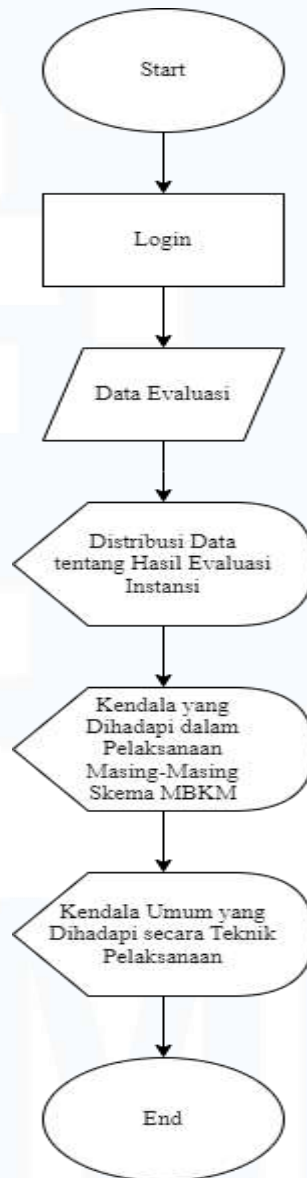 Start
Login
Data Evaluasi
Distribusi Data
tentang Hasil Evaluasi
Instansi
Kendala yang
Dihadapi dalam
Pelaksanaan
Masing-Masing
Skema MBKM
Kendala Umum yang
Dihadapi secara Teknik
Pelaksanaan
End